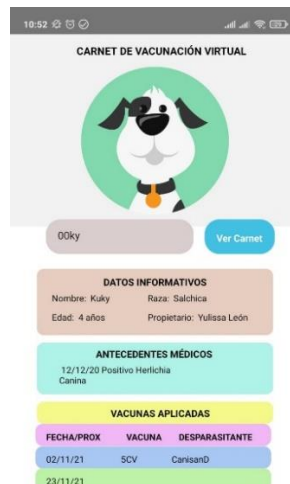 10:52
CARNET DE VACUNACIÓN VIRTUAL
00ky
Ver Carnet
DATOS INFORMATIVOS
Nombre: Kuky Raza: Salchica
Edad: 4 años Propietario: Yulissa León
ANTECEDENTES MÉDICOS
12/12/20 Positivo Herlichia
Canina
VACUNAS APLICADAS
FECHA/PROX VACUNA DESPARASITANTE
02/11/21 5CV CanisanD
23/11/21